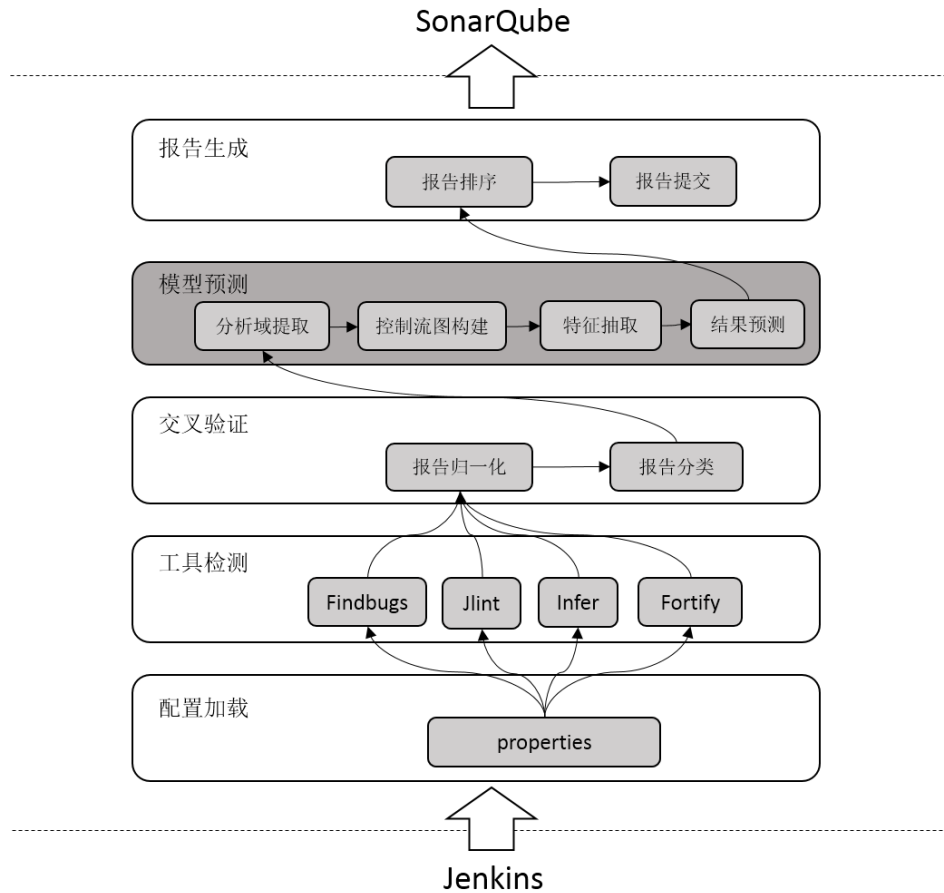 SonarQube
报告生成
报告排序
报告提交
模型预测
分析域提取
控制流图构建
特征抽取
结果预测
交叉验证
报告归一化
报告分类
工具检测
Findbugs
Jlint
Infer
Fortify
配置加载
properties
Jenkins